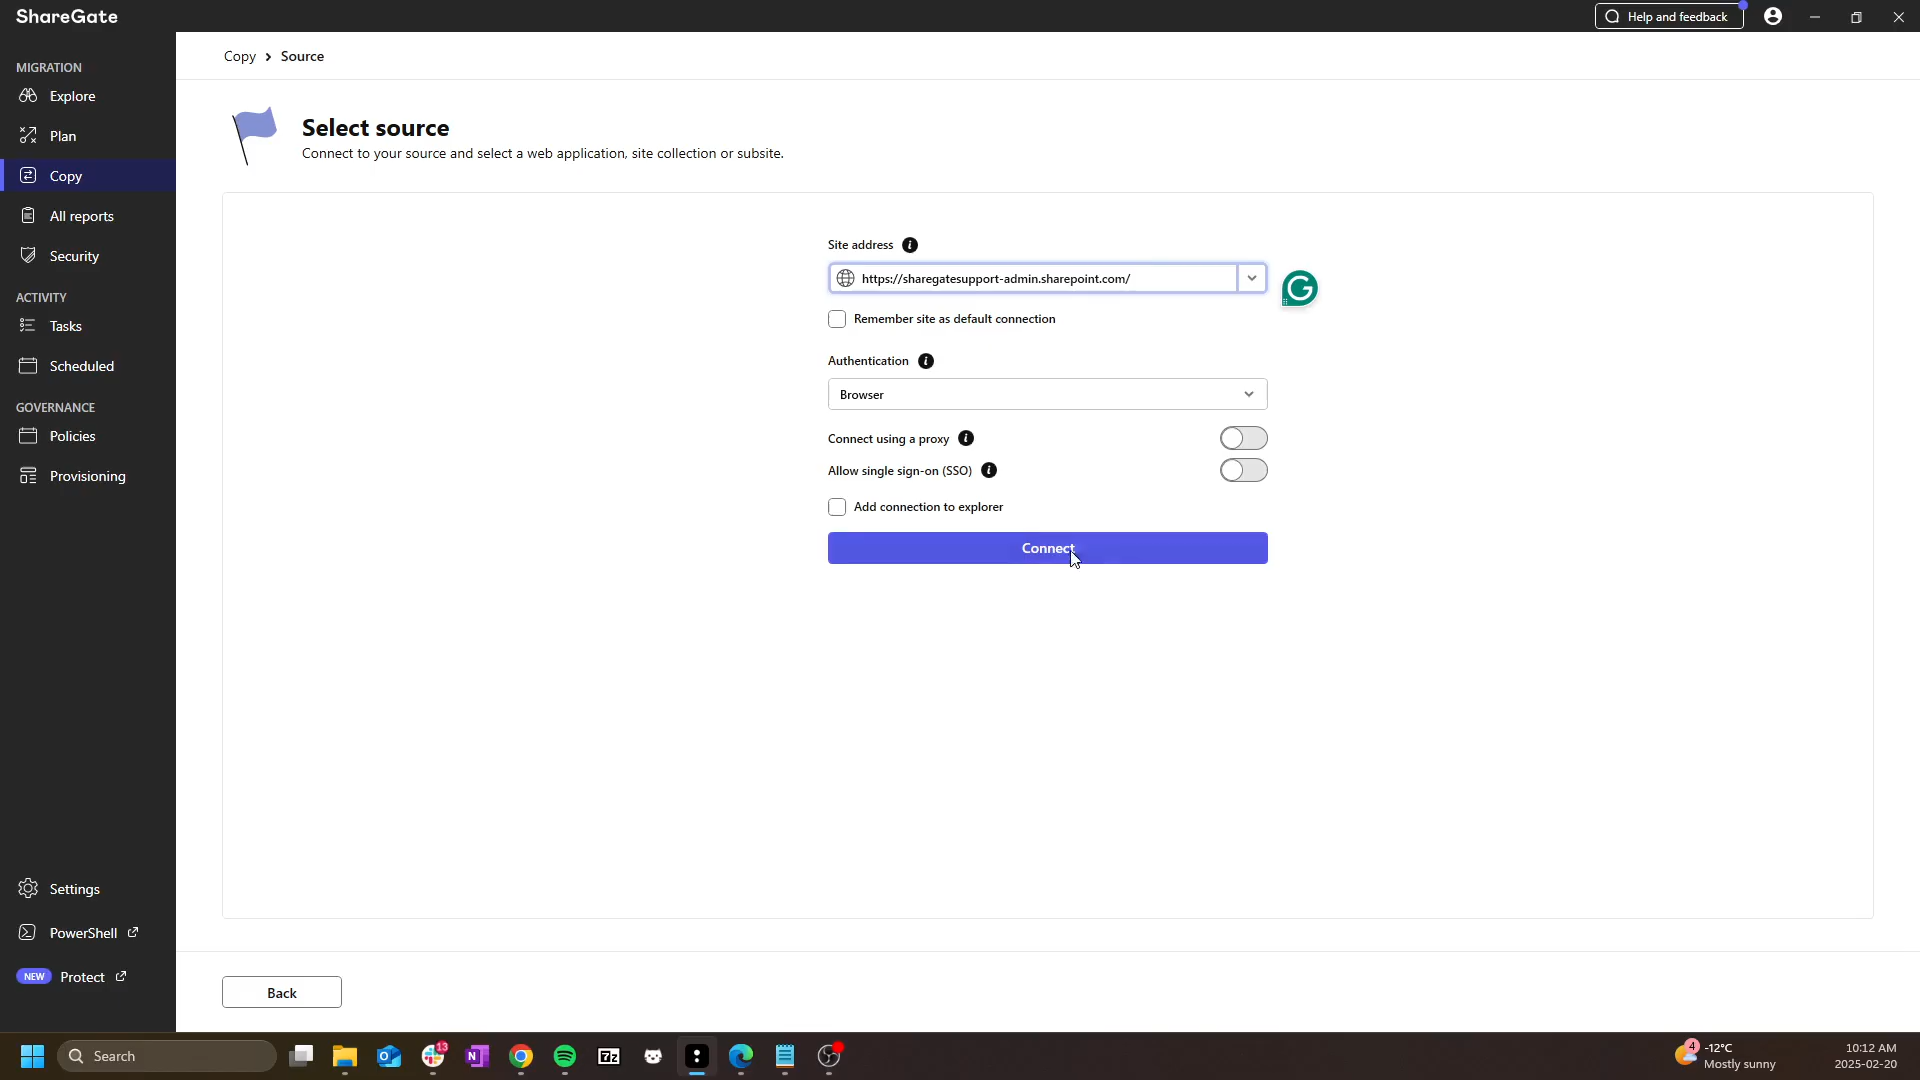 ShareGate
Help and feedback
MIGRATION
Explore
Plan
Copy
All reports
Security
ACTIVITY
Tasks
Scheduled
GOVERNANCE
Policies
Provisioning
Settings
PowerShell
NEW Protect
Copy > Source
Select source
Connect to your source and select a web application, site collection or subsite.
Site address
https://sharegatesupport-admin.sharepoint.com/
Remember site as default connection
Authentication
Browser
Connect using a proxy
Allow single sign-on (SSO)
Add connection to explorer
Connect
Back
Search
13
7z
4
-12°C
Mostly sunny
10:12 AM
2025-02-20